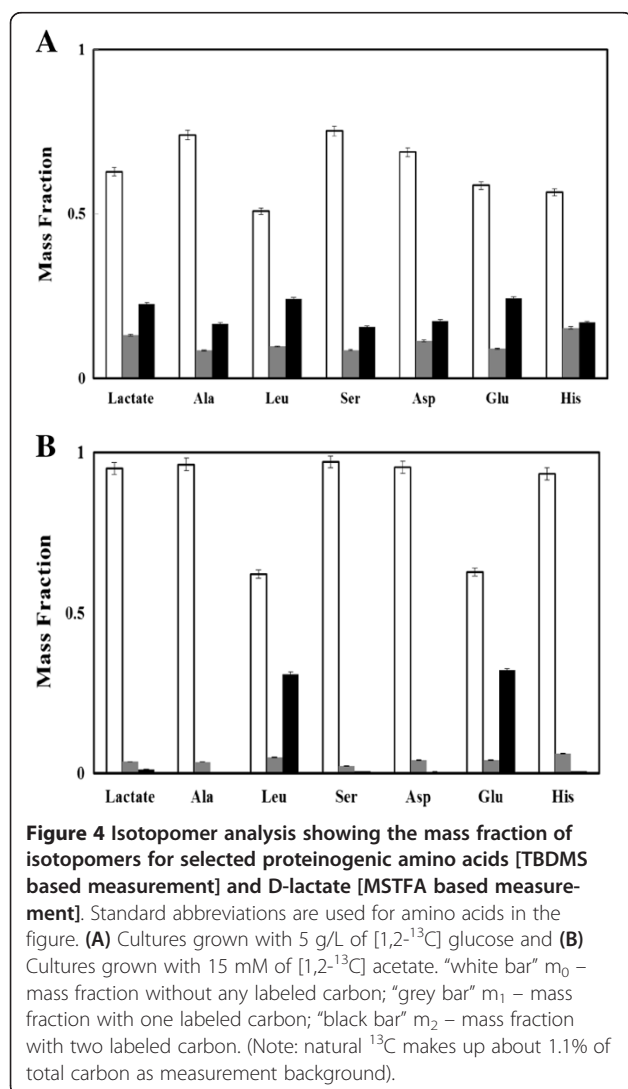 A
1
0.5
0
Mass Fraction
Lactate Ala Leu Ser Asp Glu His
B
1
0.5
0
Mass Fraction
Lactate Ala Leu Ser Asp Glu His
Figure 4 Isotopomer analysis showing the mass fraction of
isotopomers for selected proteinogenic amino acids [TBDMS
based measurement] and D-lactate [MSTFA based measure-
ment]. Standard abbreviations are used for amino acids in the
figure. (A) Cultures grown with 5 g/L of [1,2-¹³C] glucose and (B)
Cultures grown with 15 mM of [1,2-¹³C] acetate. “white bar” m₀ –
mass fraction without any labeled carbon; “grey bar” m₁ – mass
fraction with one labeled carbon; “black bar” m₂ – mass fraction
with two labeled carbon. (Note: natural ¹³C makes up about 1.1% of
total carbon as measurement background).